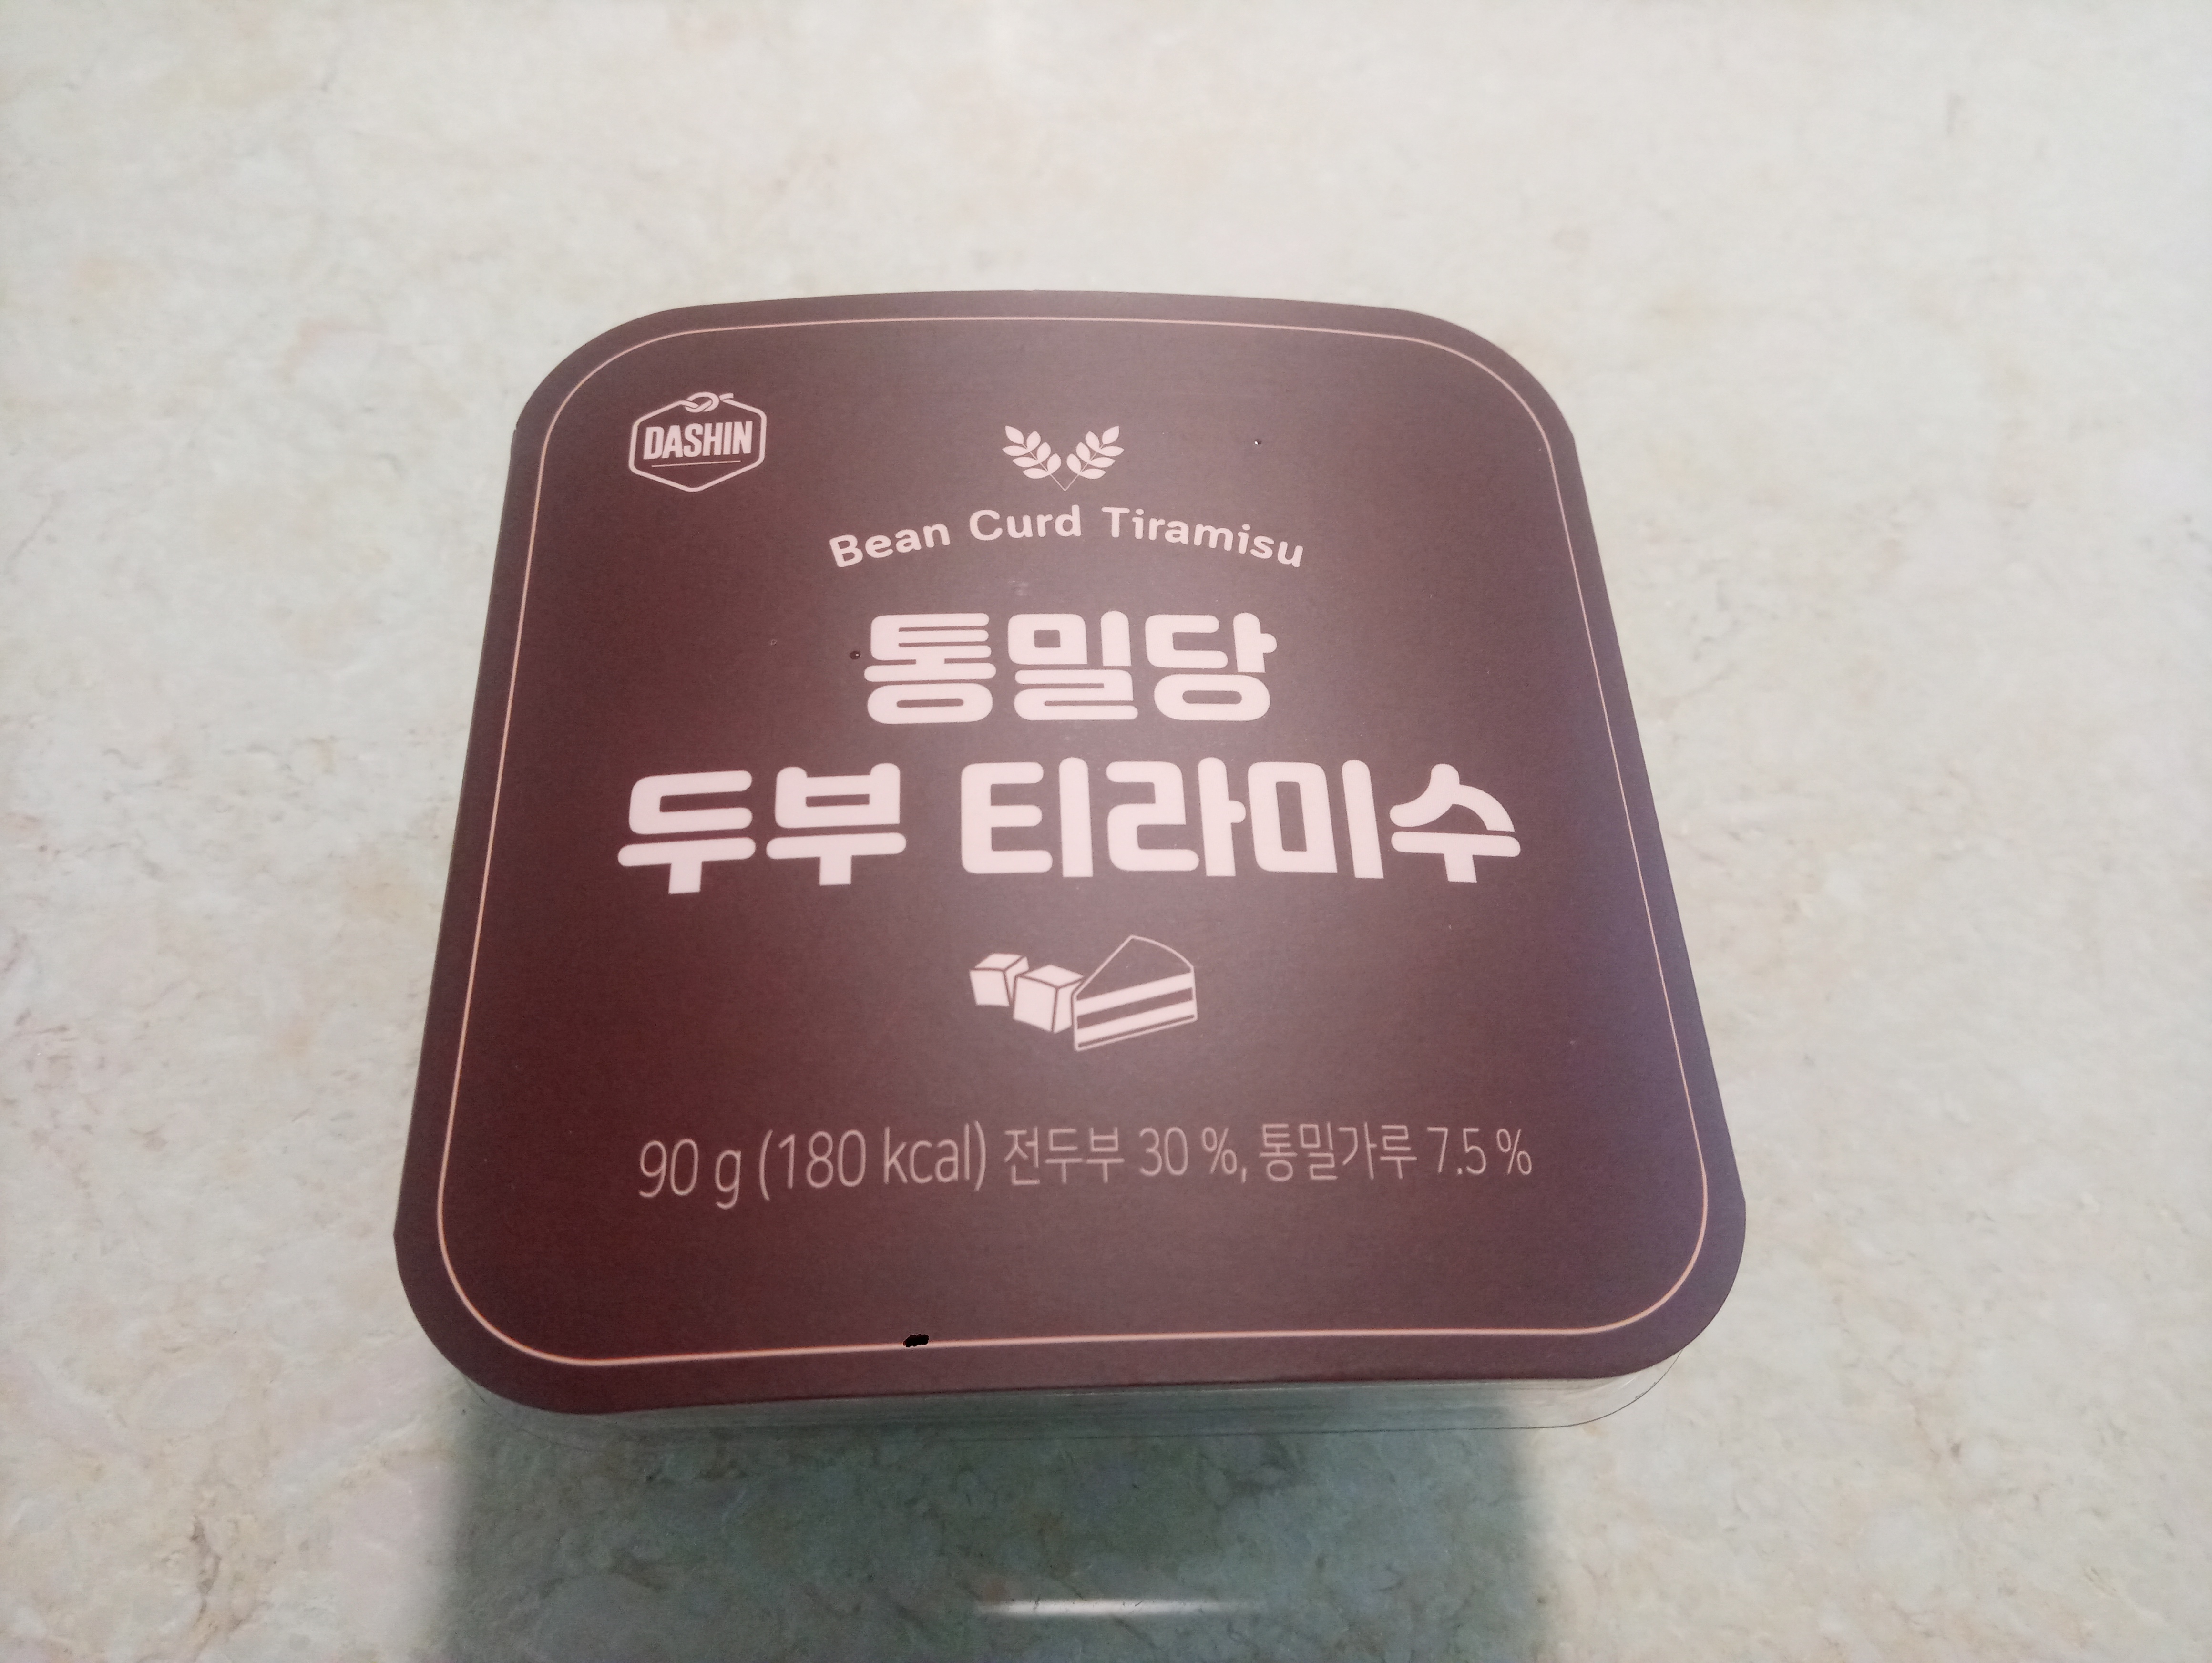 DASHIN
Bean Curd Tiramisu
통밀당
두부 티라미수
90 g (180 kcal) 전두부 30 %, 통밀가루 7.5 %